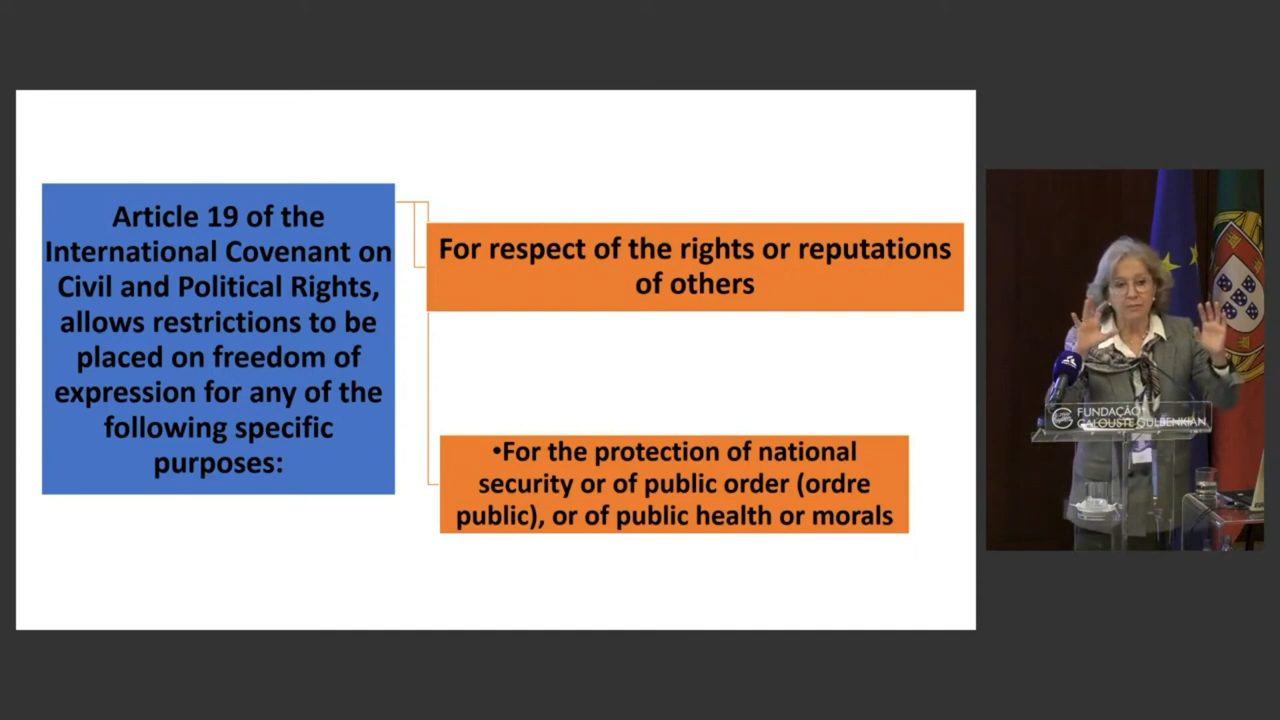 Article 19 of the
International Covenant on
Civil and Political Rights,
allows restrictions to be
placed on freedom of
expression for any of the
following specific
purposes:
For respect of the rights or reputations
of others
•For the protection of national
security or of public order (ordre
public), or of public health or morals
FUNDAÇÃO
CALOUSTE GULBENKIAN